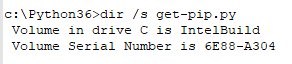 c:\Python36>dir /s get-pip.py
Volume in drive C is IntelBuild
Volume Serial Number is 6E88-A304